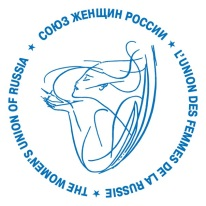 СОЮЗ ЖЕНЩИН РОССИИ ★ L'UNION DES FEMMES DE LA RUSSIE ★ THE WOMEN'S UNION OF RUSSIA ★